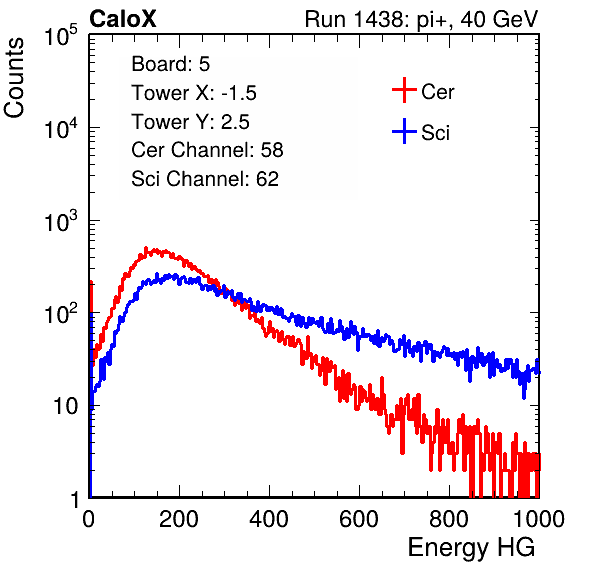 CaloX Run 1438: pi+, 40 GeV
Counts
Board: 5
Tower X: -1.5
Tower Y: 2.5
Cer Channel: 58
Sci Channel: 62
Cer
Sci
10^5
10^4
10^3
10^2
10
1
0 200 400 600 800 1000
Energy HG